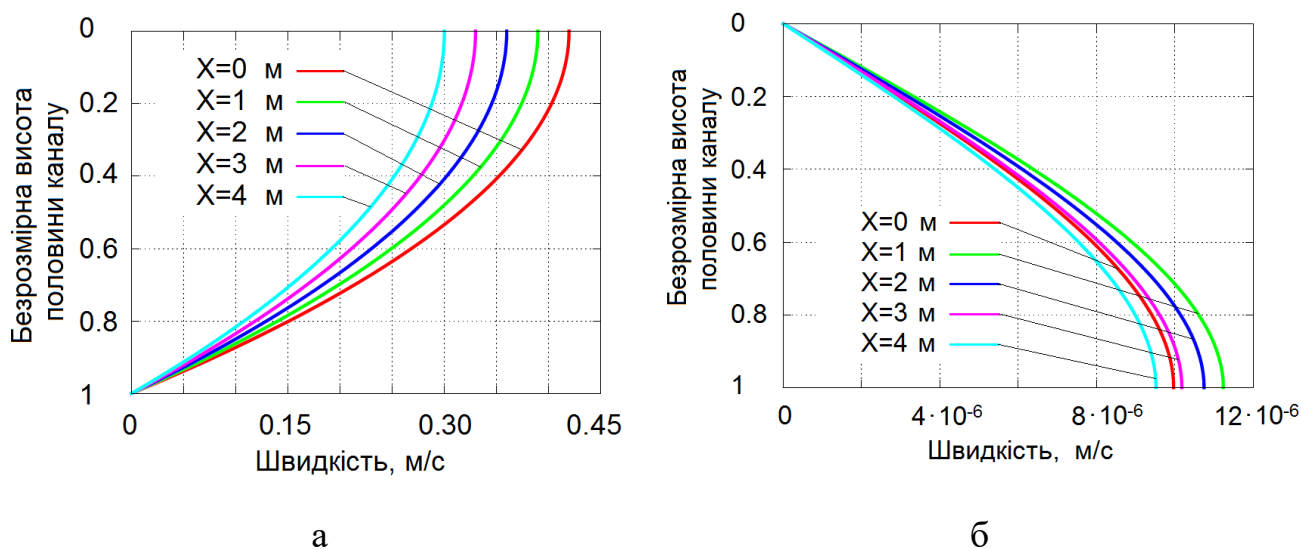 Безрозмірна висота
половини каналу
0
0.2
0.4
0.6
0.8
1
X=0 м
X=1 м
X=2 м
X=3 м
X=4 м
0
0.15
0.30
0.45
Швидкість, м/с
а
Безрозмірна висота
половини каналу
0
0.2
0.4
0.6
0.8
1
X=0 м
X=1 м
X=2 м
X=3 м
X=4 м
0
4·10⁻⁶
8·10⁻⁶
12·10⁻⁶
Швидкість, м/с
б